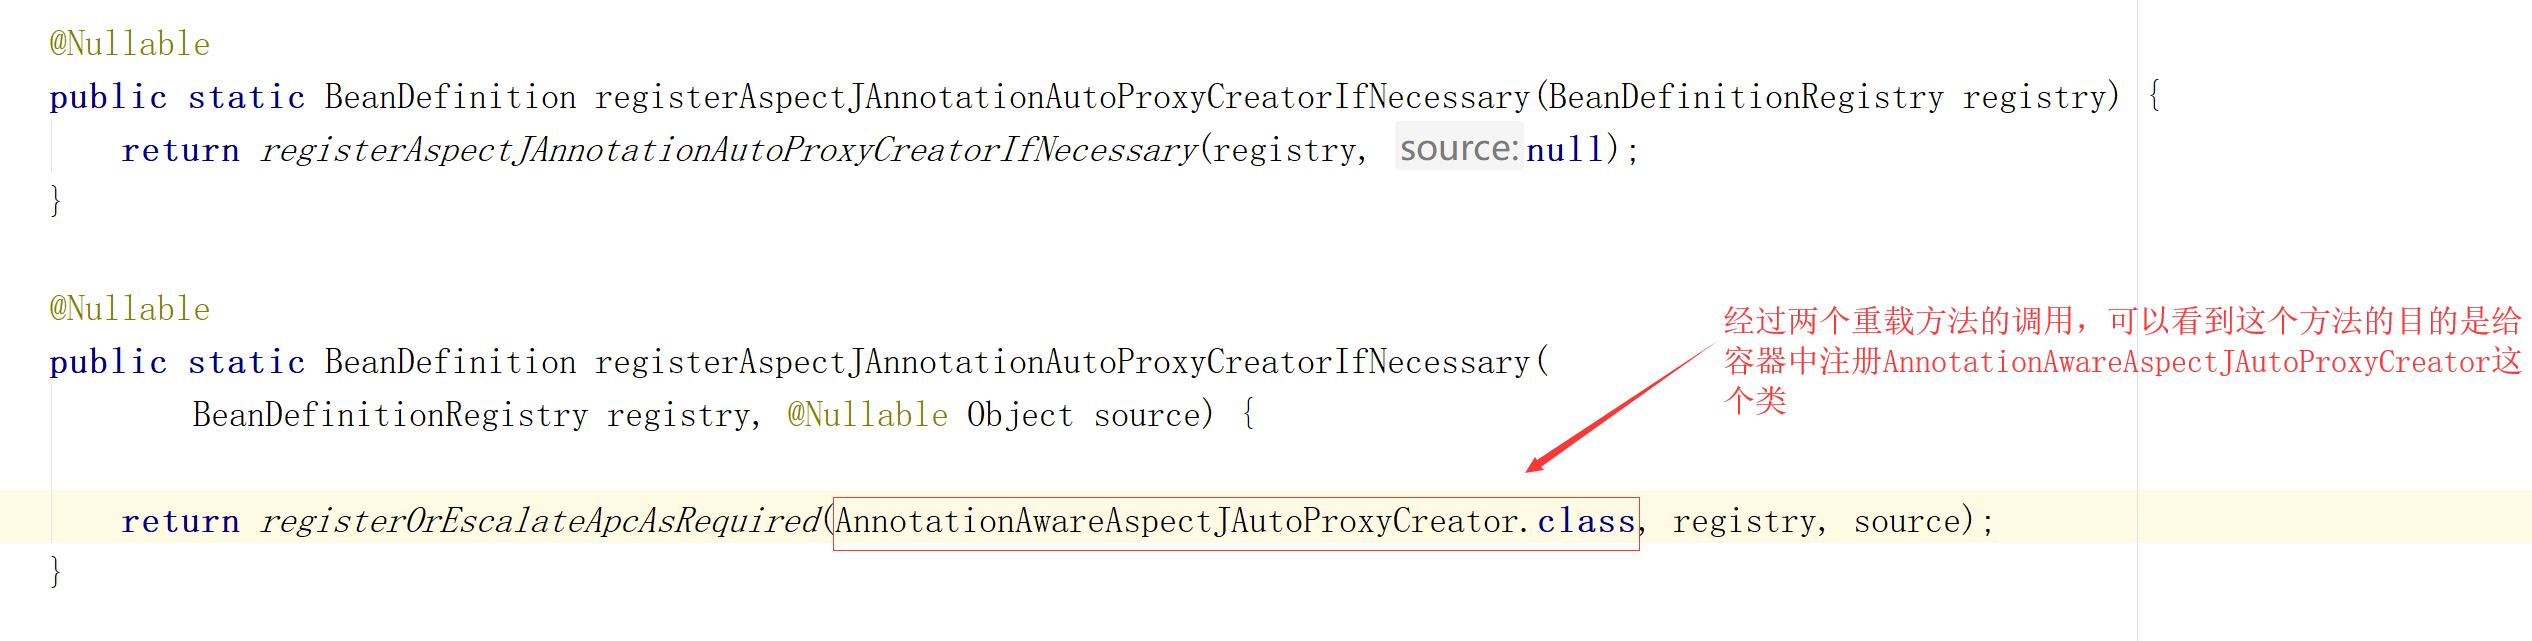 @Nullable
public static BeanDefinition registerAspectJAnnotationAutoProxyCreatorIfNecessary(BeanDefinitionRegistry registry) {
return registerAspectJAnnotationAutoProxyCreatorIfNecessary(registry, source: null);
}
@Nullable
public static BeanDefinition registerAspectJAnnotationAutoProxyCreatorIfNecessary(
BeanDefinitionRegistry registry, @Nullable Object source) {
return registerOrEscalateApcAsRequired(AnnotationAwareAspectJAutoProxyCreator.class, registry, source);
}
经过两个重载方法的调用，可以看到这个方法的目的是给
容器中注册AnnotationAwareAspectJAutoProxyCreator这
个类